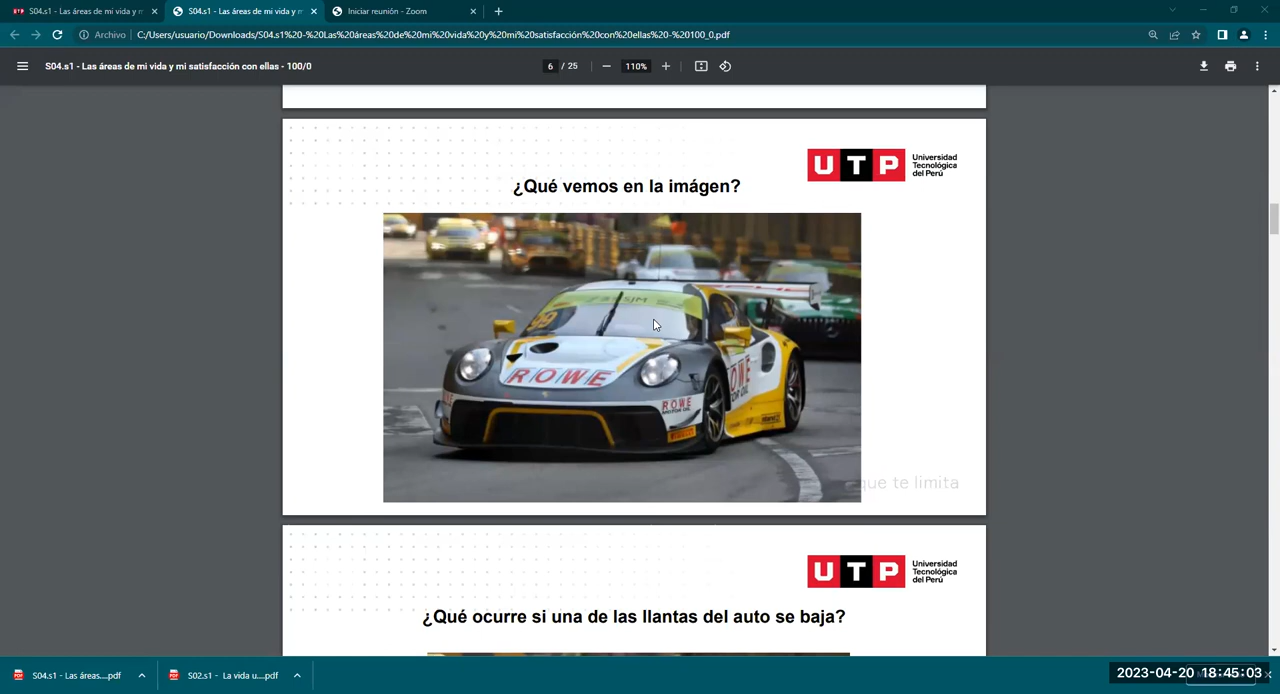 S04.s1 - Las áreas de mi vida y m
S04.s1 - Las áreas de mi vida y m
Iniciar reunión - Zoom
Archivo
C:/Users/usuario/Downloads/S04.s1%20-%20Las%20áreas%20de%20mi%20vida%20y%20mi%20satisfacción%20con%20ellas%20-%20100_0.pdf
S04.s1 - Las áreas de mi vida y mi satisfacción con ellas - 100/0
6 / 25
110%
UTP
Universidad
Tecnológica
del Perú
¿Qué vemos en la imágen?
99
ROWE
ROWE
ROWE
MOTOR OIL
que te limita
UTP
Universidad
Tecnológica
del Perú
¿Qué ocurre si una de las llantas del auto se baja?
S04.s1 - Las áreas....pdf
S02.s1 - La vida u....pdf
2023-04-20 18:45:03